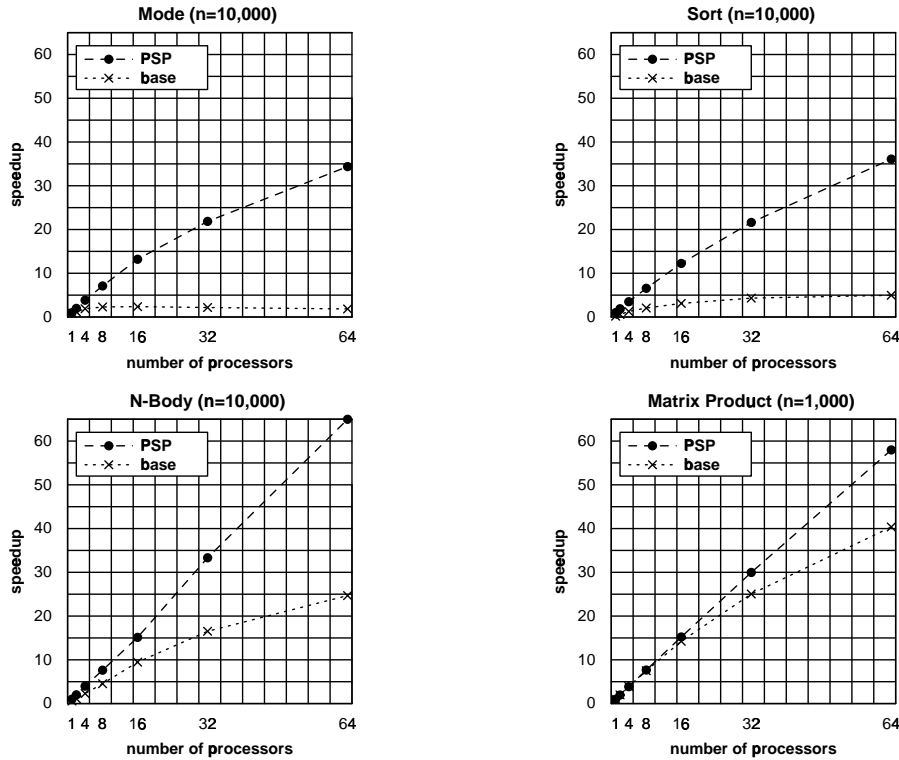 Mode (n=10,000)
PSP
base
60
50
40
30
20
10
0
speedup
1 4 8 16 32 64
number of processors
Sort (n=10,000)
PSP
base
60
50
40
30
20
10
0
speedup
1 4 8 16 32 64
number of processors
N-Body (n=10,000)
PSP
base
60
50
40
30
20
10
0
speedup
1 4 8 16 32 64
number of processors
Matrix Product (n=1,000)
PSP
base
60
50
40
30
20
10
0
speedup
1 4 8 16 32 64
number of processors